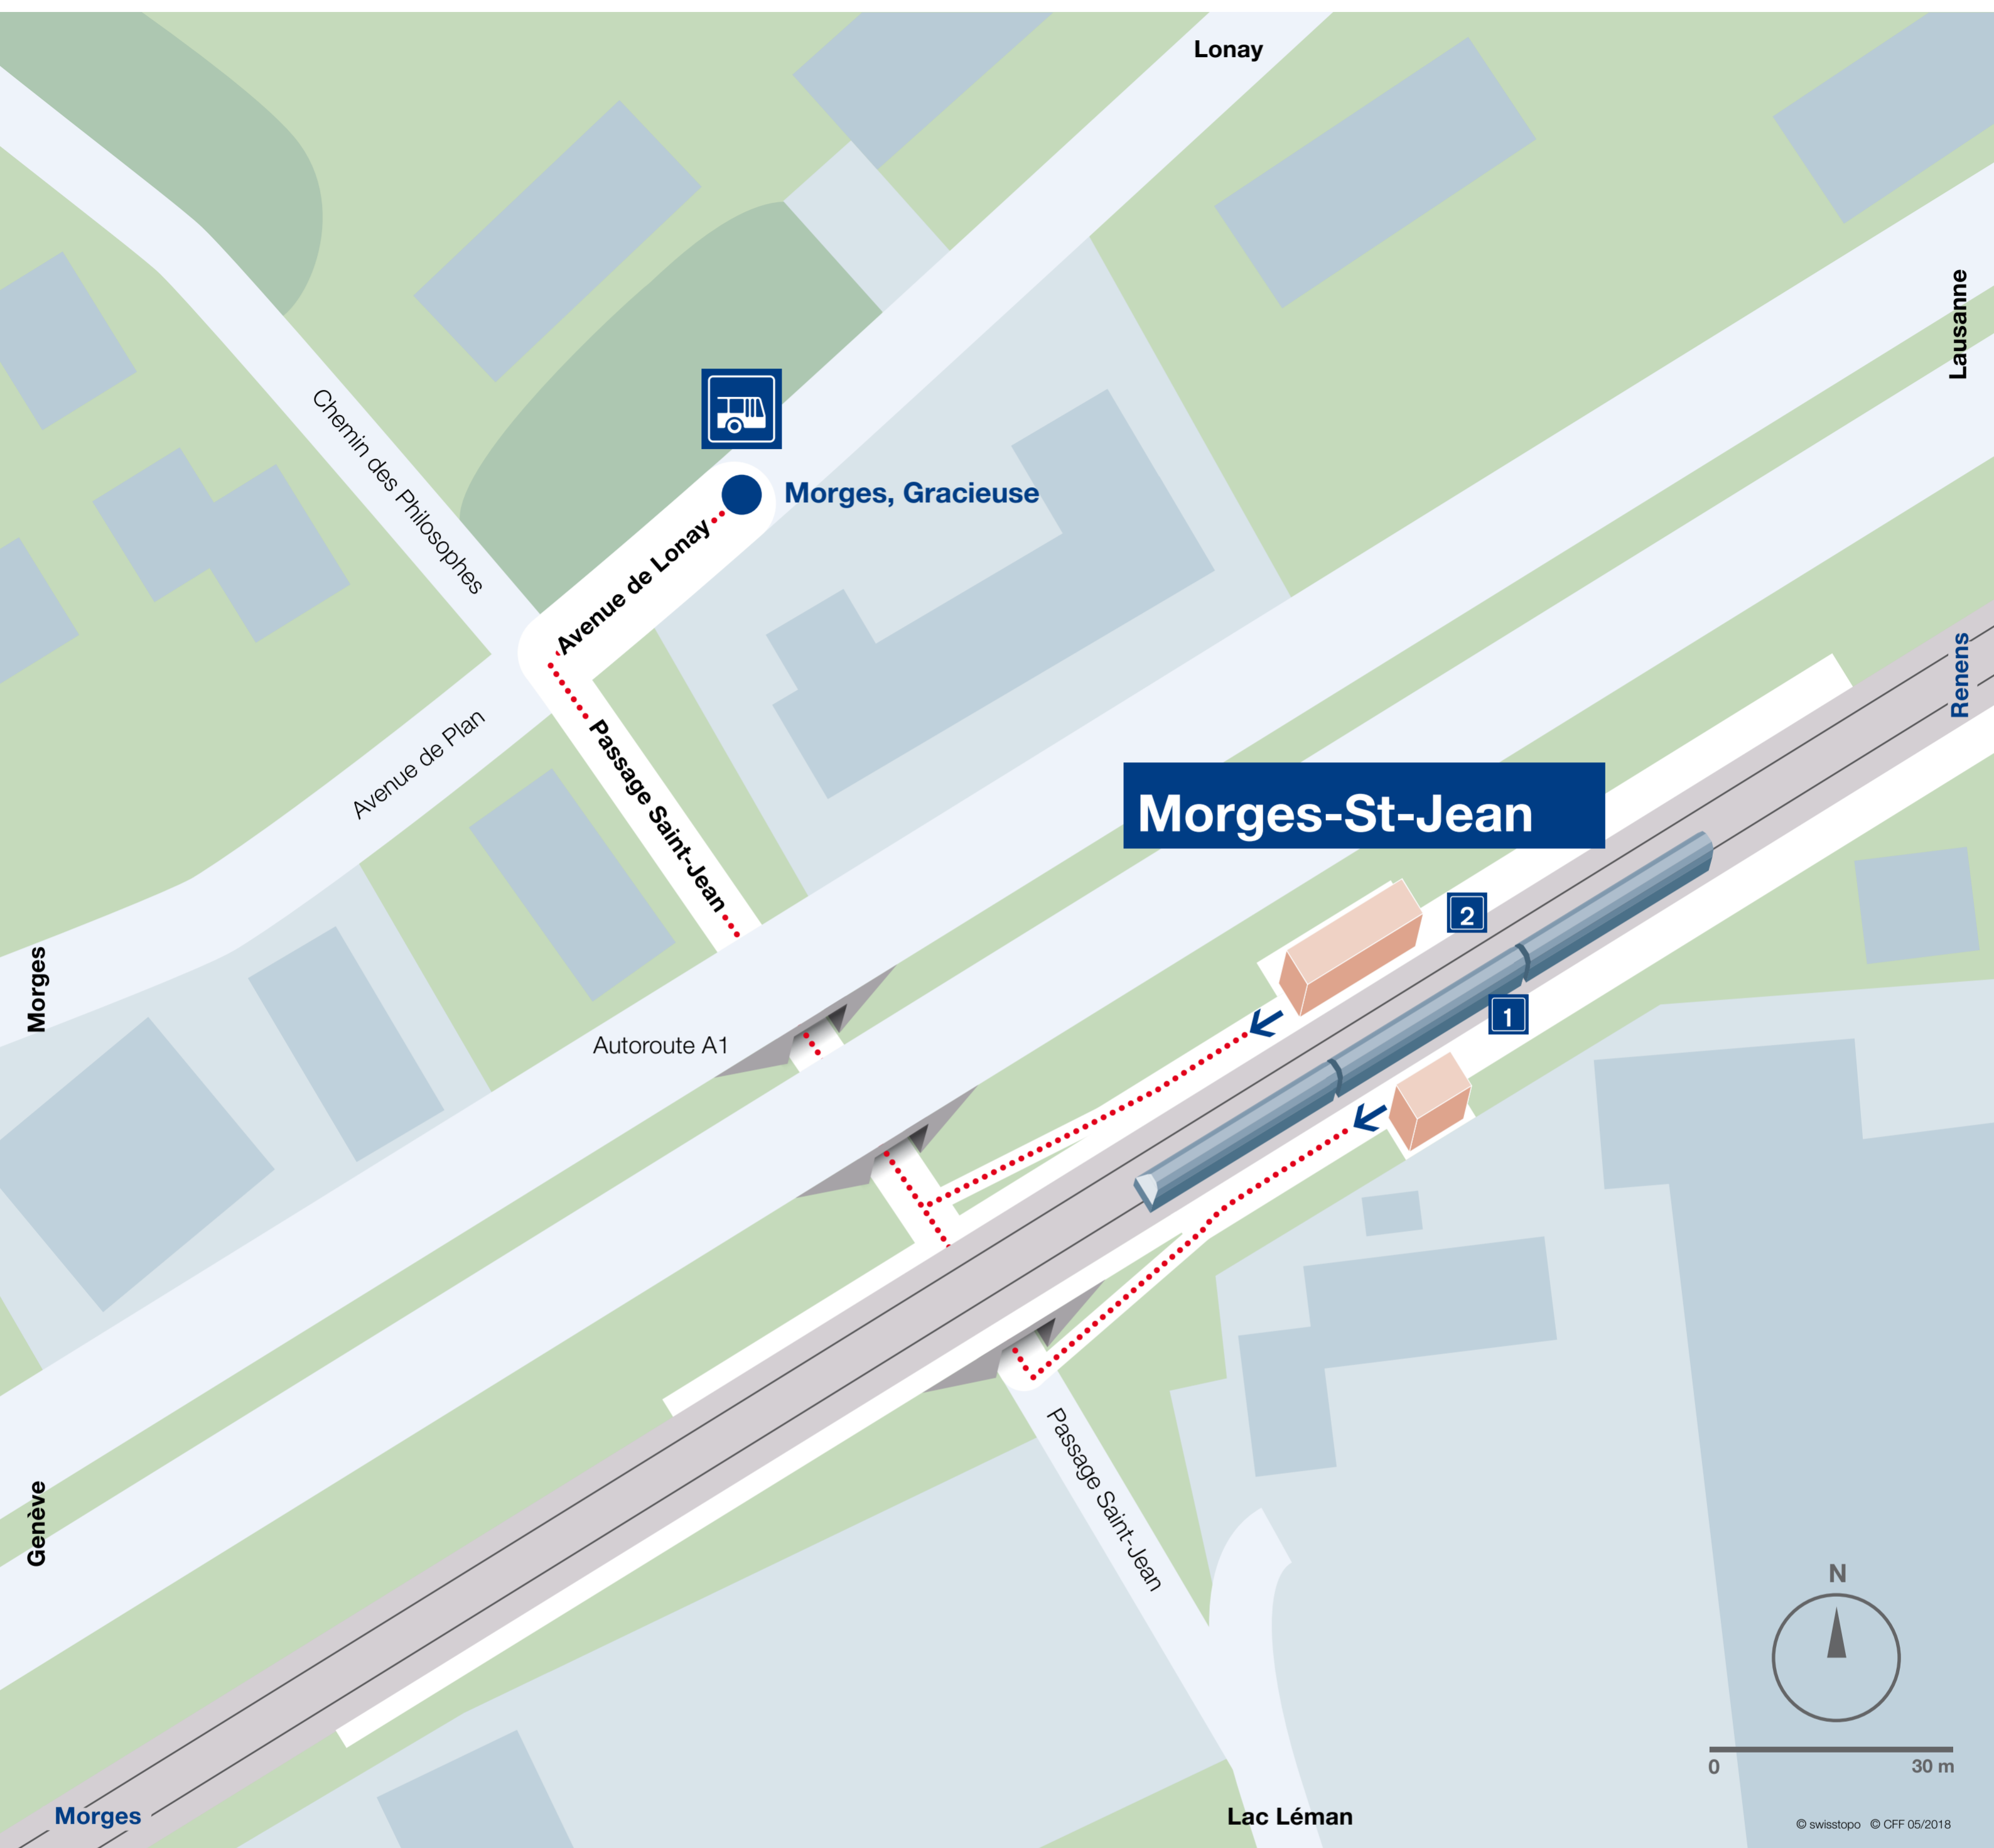 Lonay
Lausanne
Chemin des Philosophes
Morges, Gracieuse
Avenue de Lonay
Renens
Avenue de Plan
Passage Saint-Jean
Morges-St-Jean
2
Morges
1
Autoroute A1
Passage Saint-Jean
Genève
N
0 30 m
Morges
Lac Léman
© swisstopo © CFF 05/2018